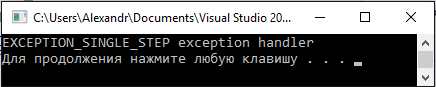 C:\Users\Alexandr\Documents\Visual Studio 20...
EXCEPTION_SINGLE_STEP exception handler
Для продолжения нажмите любую клавишу . . .